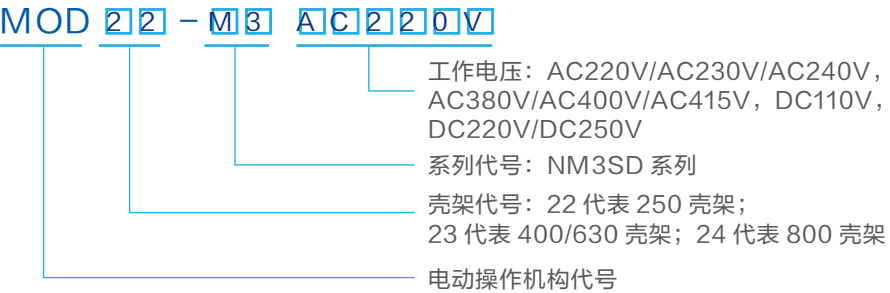 MOD 22-M3 AC220V
工作电压：AC220V/AC230V/AC240V，
AC380V/AC400V/AC415V，DC110V，
DC220V/DC250V
系列代号：NM3SD 系列
壳架代号：22 代表 250 壳架；
23 代表 400/630 壳架；24 代表 800 壳架
电动操作机构代号